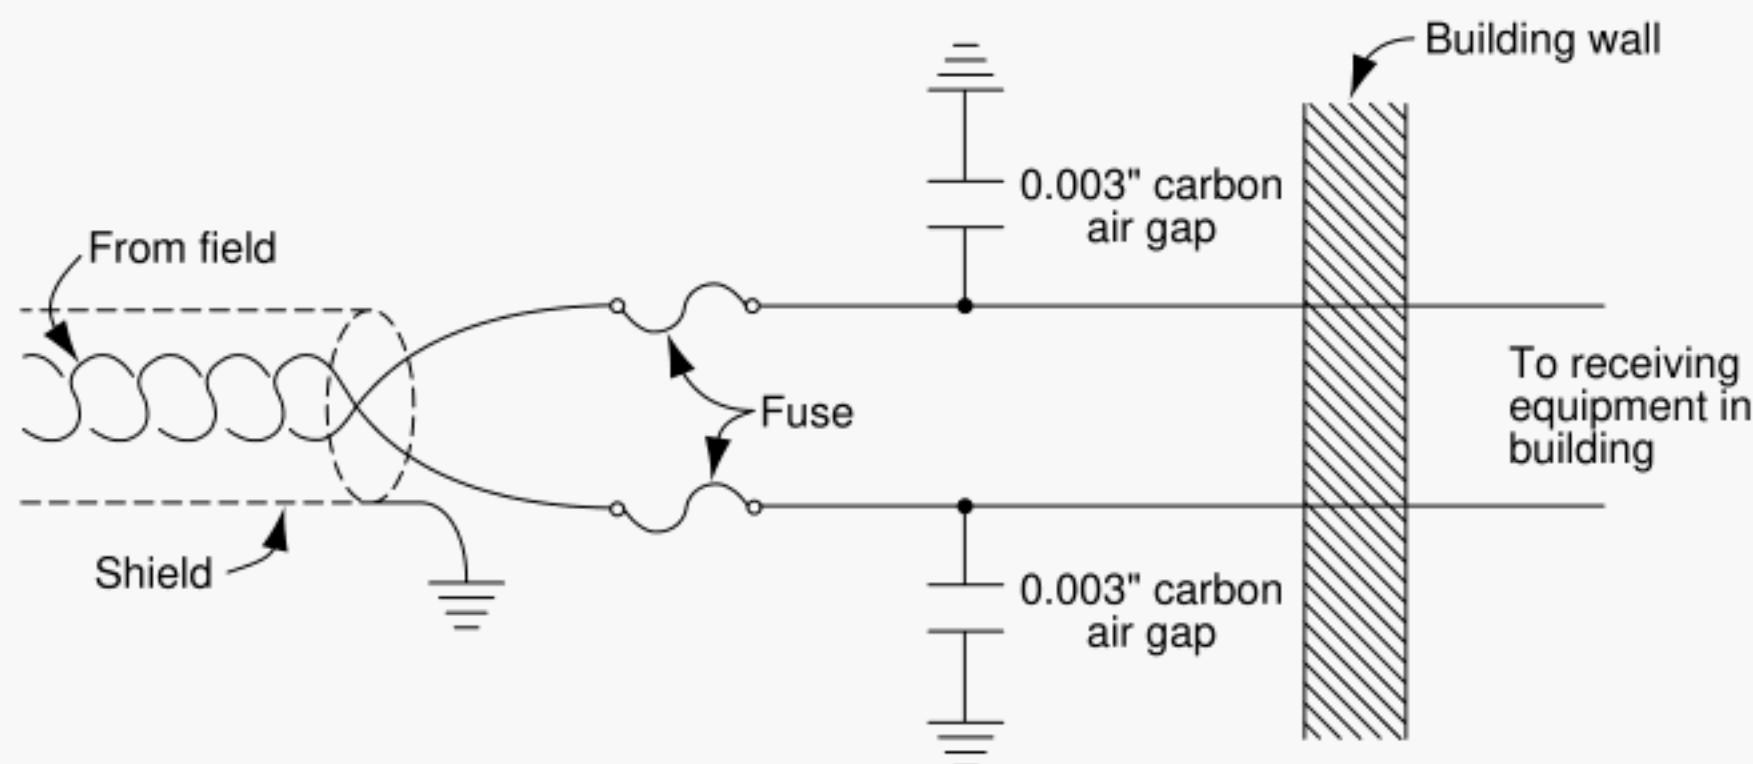 Building wall
0.003" carbon
air gap
From field
Fuse
To receiving
equipment in
building
Shield
0.003" carbon
air gap